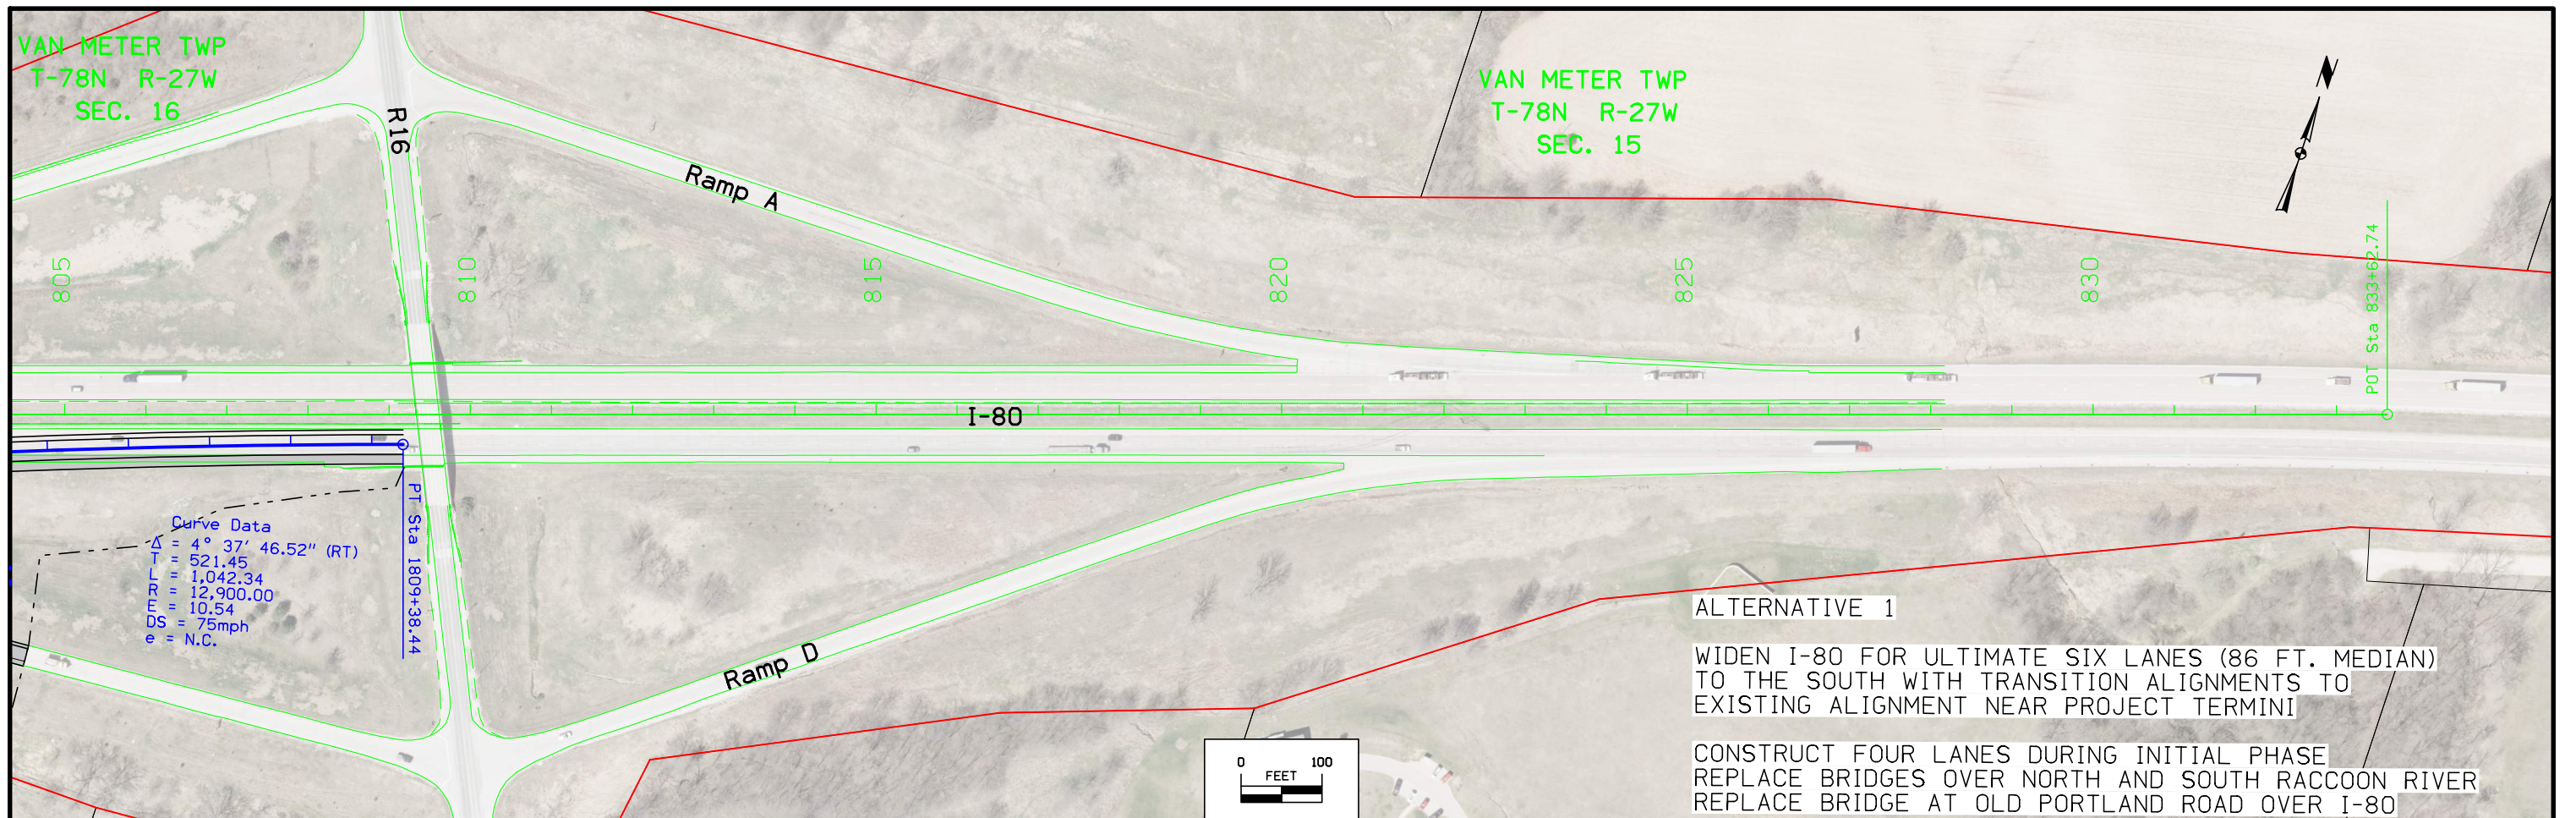 VAN METER TWP
T-78N R-27W
SEC. 16
R16
VAN METER TWP
T-78N R-27W
SEC. 15
Ramp A
805
810
815
820
825
830
POT Sta 833+62.74
I-80
PT Sta 1809+38.44
Curve Data
Δ = 4° 37' 46.52" (RT)
T = 521.45
L = 1,042.34
R = 12,900.00
E = 10.54
DS = 75mph
e = N.C.
Ramp D
0 100
FEET
ALTERNATIVE 1
WIDEN I-80 FOR ULTIMATE SIX LANES (86 FT. MEDIAN)
TO THE SOUTH WITH TRANSITION ALIGNMENTS TO
EXISTING ALIGNMENT NEAR PROJECT TERMINI
CONSTRUCT FOUR LANES DURING INITIAL PHASE
REPLACE BRIDGES OVER NORTH AND SOUTH RACCOON RIVER
REPLACE BRIDGE AT OLD PORTLAND ROAD OVER I-80